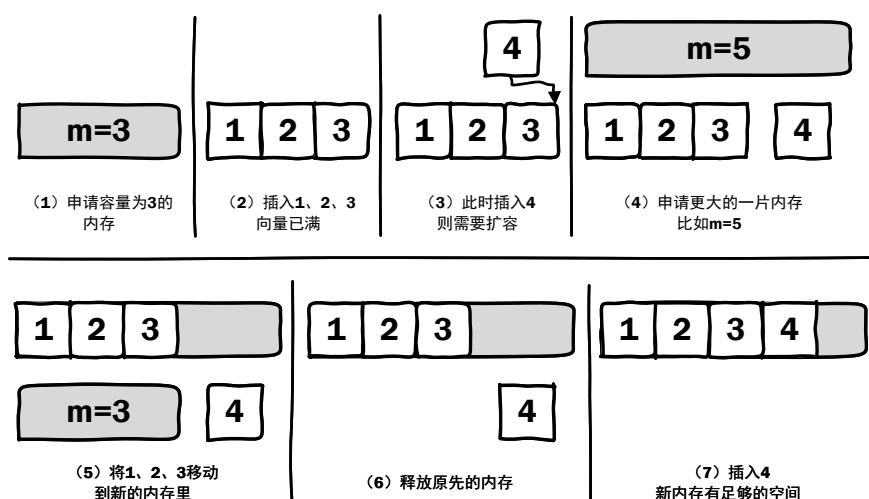 m=3
1 2 3
4
1 2 3
m=5
1 2 3 4
（1）申请容量为3的
内存
（2）插入1、2、3
向量已满
（3）此时插入4
则需要扩容
（4）申请更大的一片内存
比如m=5
1 2 3
m=3 4
（5）将1、2、3移动
到新的内存里
1 2 3
4
（6）释放原先的内存
1 2 3 4
（7）插入4
新内存有足够的空间